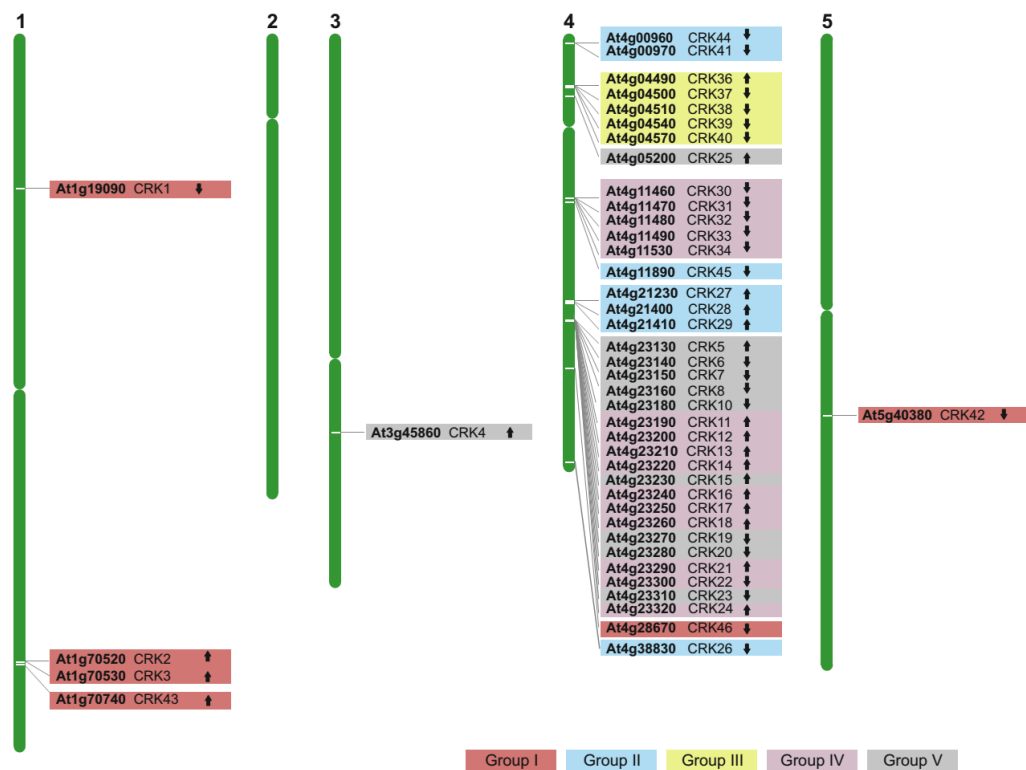 1
2
3
4
5
At1g19090 CRK1
At1g70520 CRK2
At1g70530 CRK3
At1g70740 CRK43
At3g45860 CRK4
At4g00960 CRK44
At4g00970 CRK41
At4g04490 CRK36
At4g04500 CRK37
At4g04510 CRK38
At4g04540 CRK39
At4g04570 CRK40
At4g05200 CRK25
At4g11460 CRK30
At4g11470 CRK31
At4g11480 CRK32
At4g11490 CRK33
At4g11530 CRK34
At4g11890 CRK45
At4g21230 CRK27
At4g21400 CRK28
At4g21410 CRK29
At4g23130 CRK5
At4g23140 CRK6
At4g23150 CRK7
At4g23160 CRK8
At4g23180 CRK10
At4g23190 CRK11
At4g23200 CRK12
At4g23210 CRK13
At4g23220 CRK14
At4g23230 CRK15
At4g23240 CRK16
At4g23250 CRK17
At4g23260 CRK18
At4g23270 CRK19
At4g23280 CRK20
At4g23290 CRK21
At4g23300 CRK22
At4g23310 CRK23
At4g23320 CRK24
At4g28670 CRK46
At4g38830 CRK26
At5g40380 CRK42
Group I
Group II
Group III
Group IV
Group V